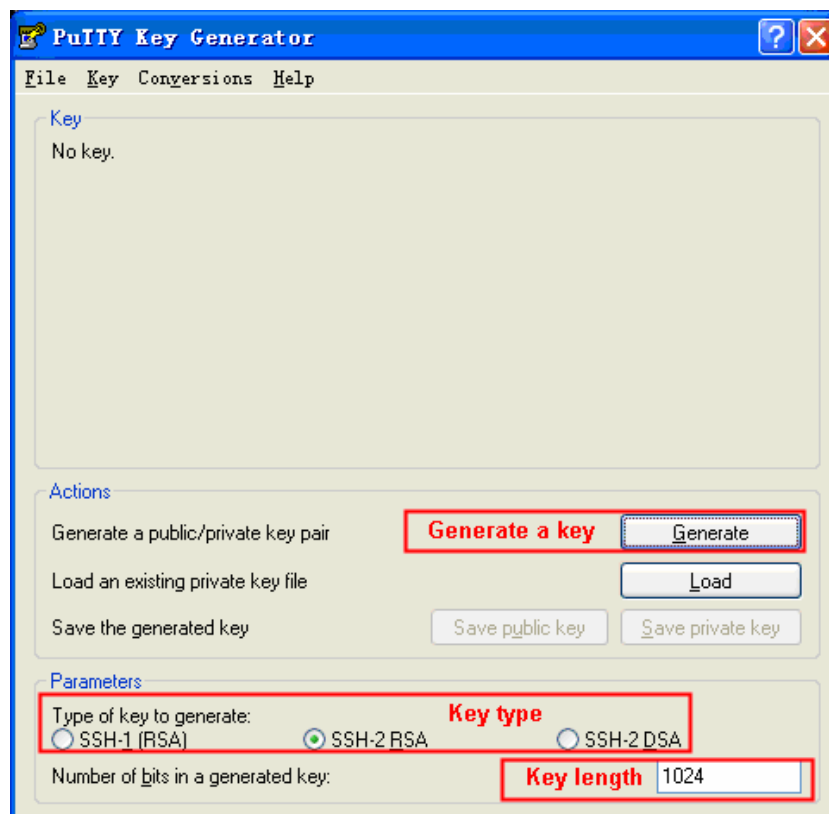 PuTTY Key Generator
File Key Conversions Help
Key
No key.
Actions
Generate a public/private key pair Generate a key Generate
Load an existing private key file Load
Save the generated key Save public key Save private key
Parameters
Type of key to generate: Key type
SSH-1 (RSA) SSH-2 RSA SSH-2 DSA
Number of bits in a generated key: Key length 1024